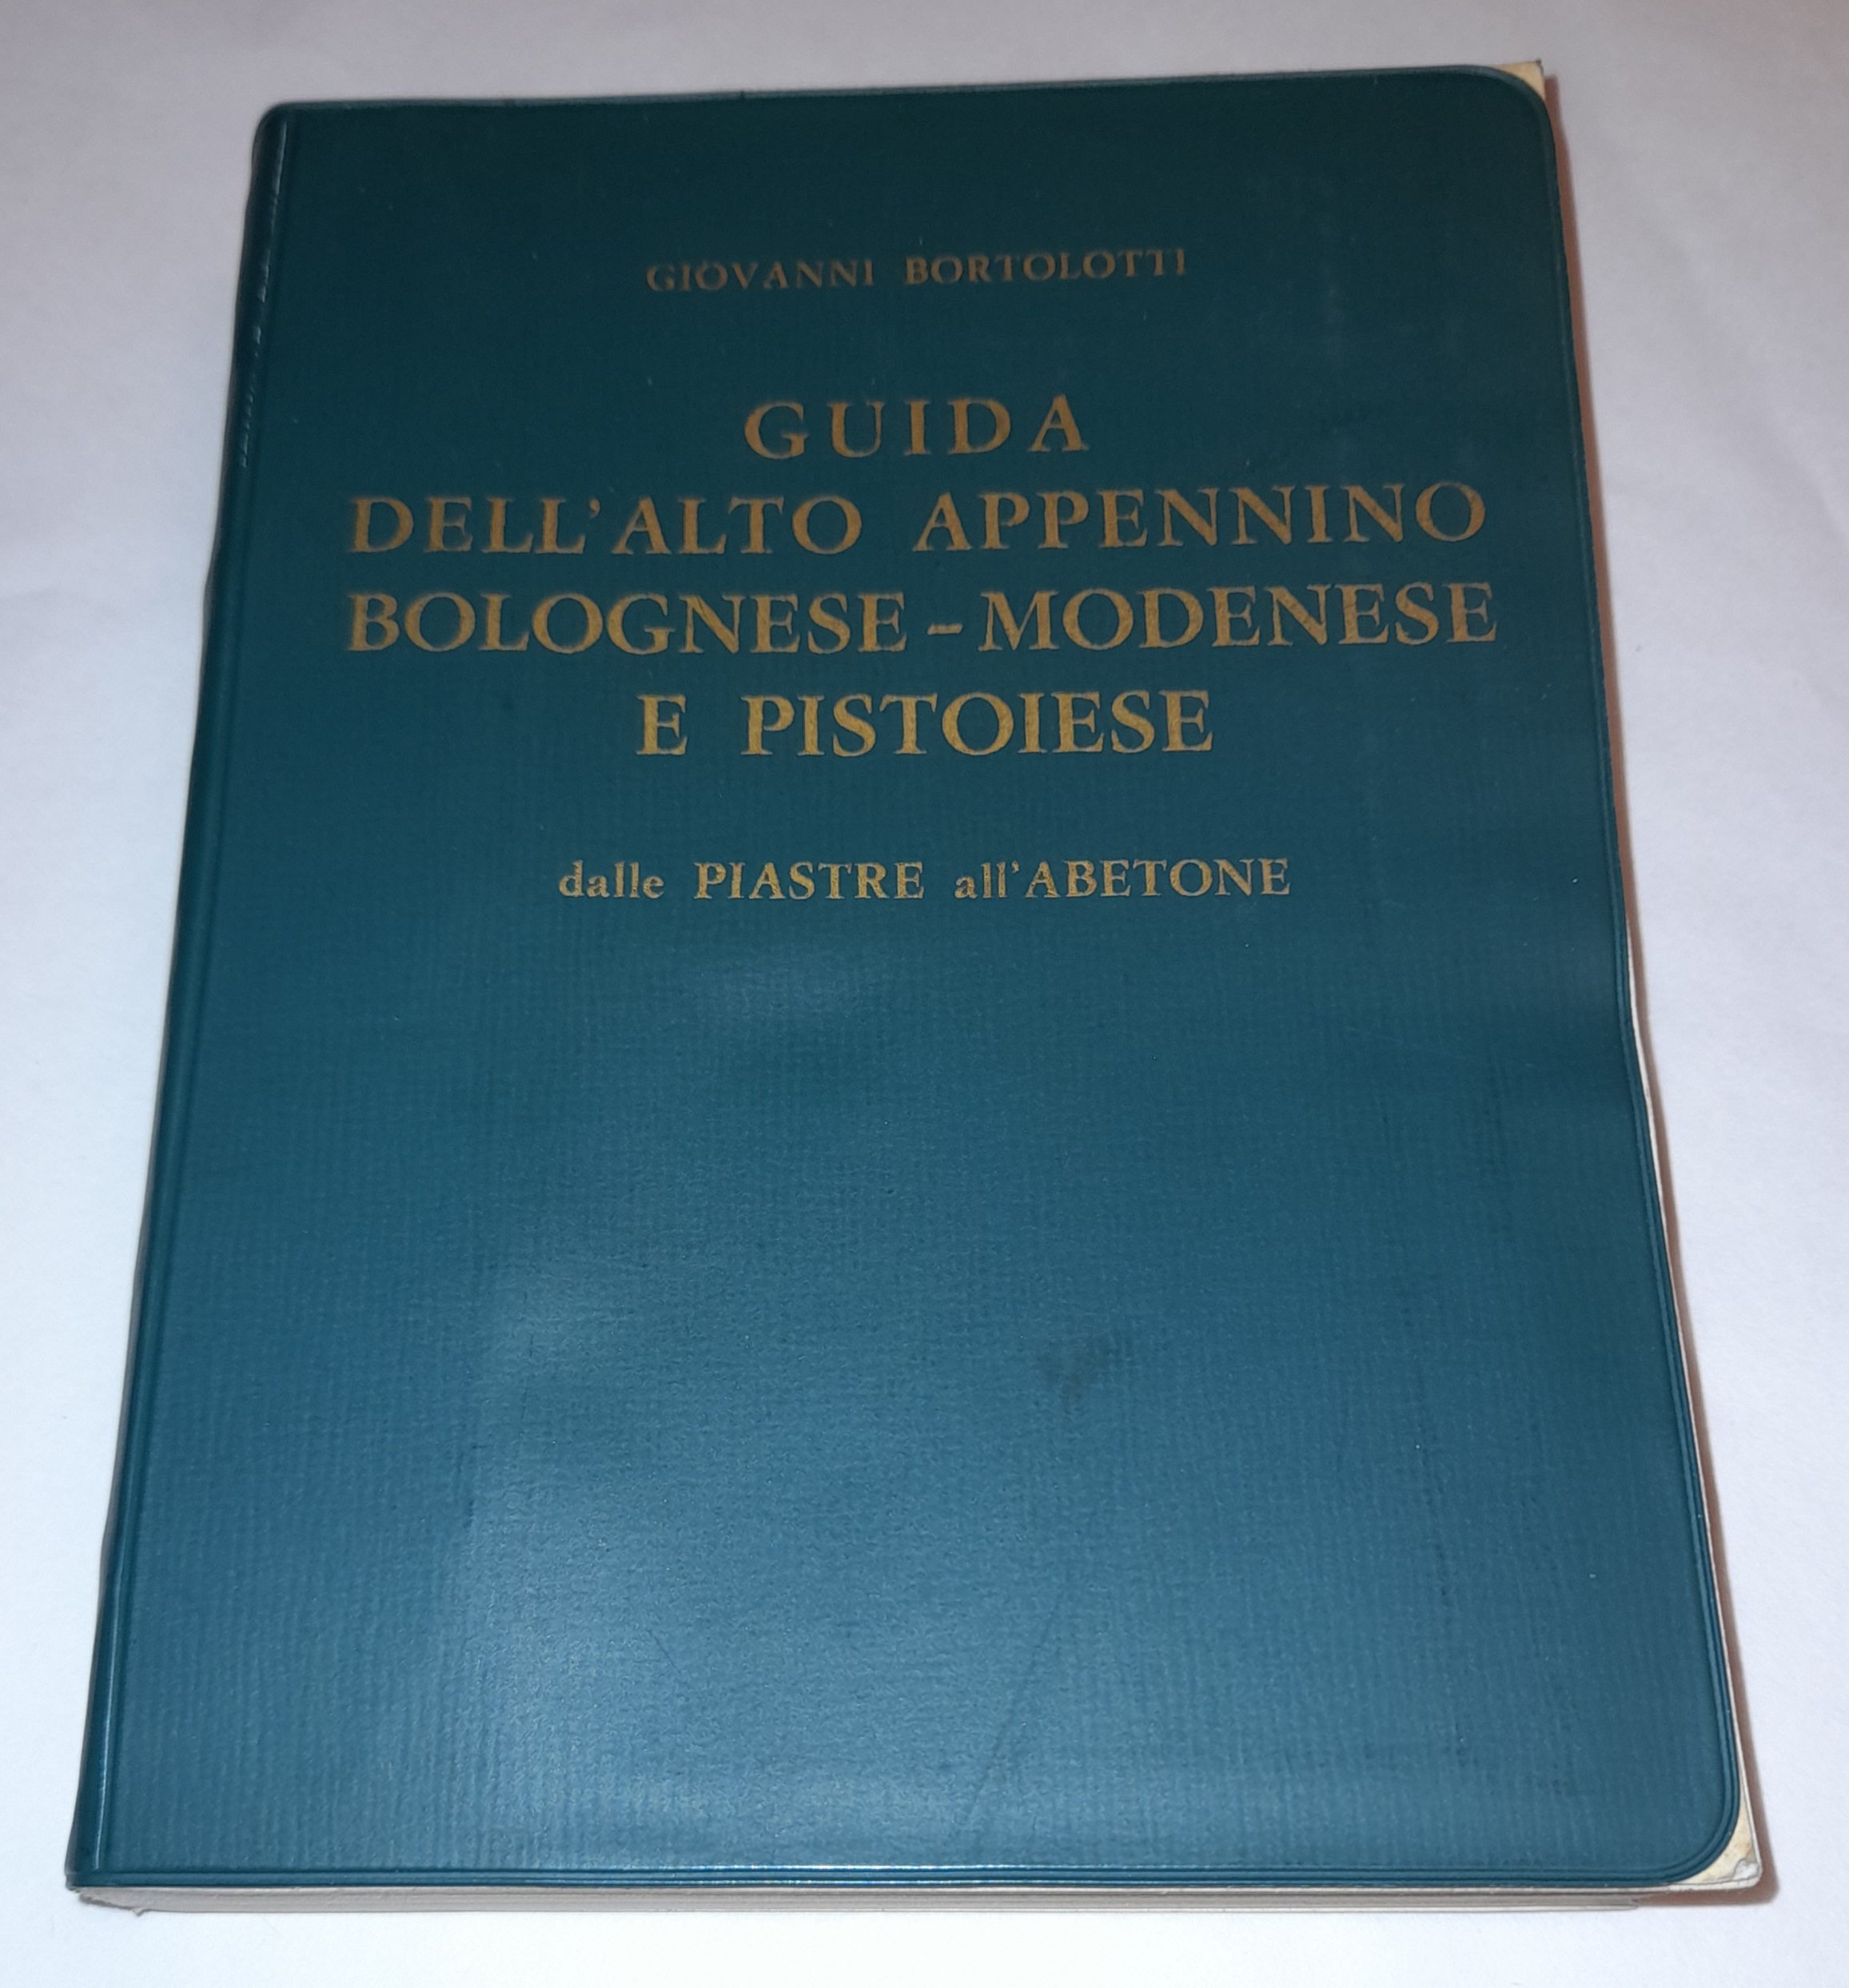 GIOVANNI BORTOLOTTI
GUIDA
DELL'ALTO APPENNINO
BOLOGNESE - MODENESE
E PISTOIESE
dalle PIASTRE all'ABETONE